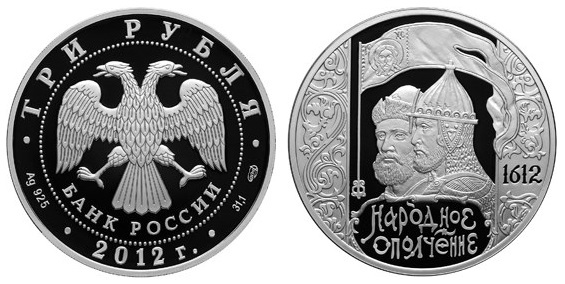 ТРИ РУБЛЯ
Ag 925
31,1
БАНК РОССИИ
2012 г.
1612
НАРОДНОЕ
ОПОЛЧЕНИЕ